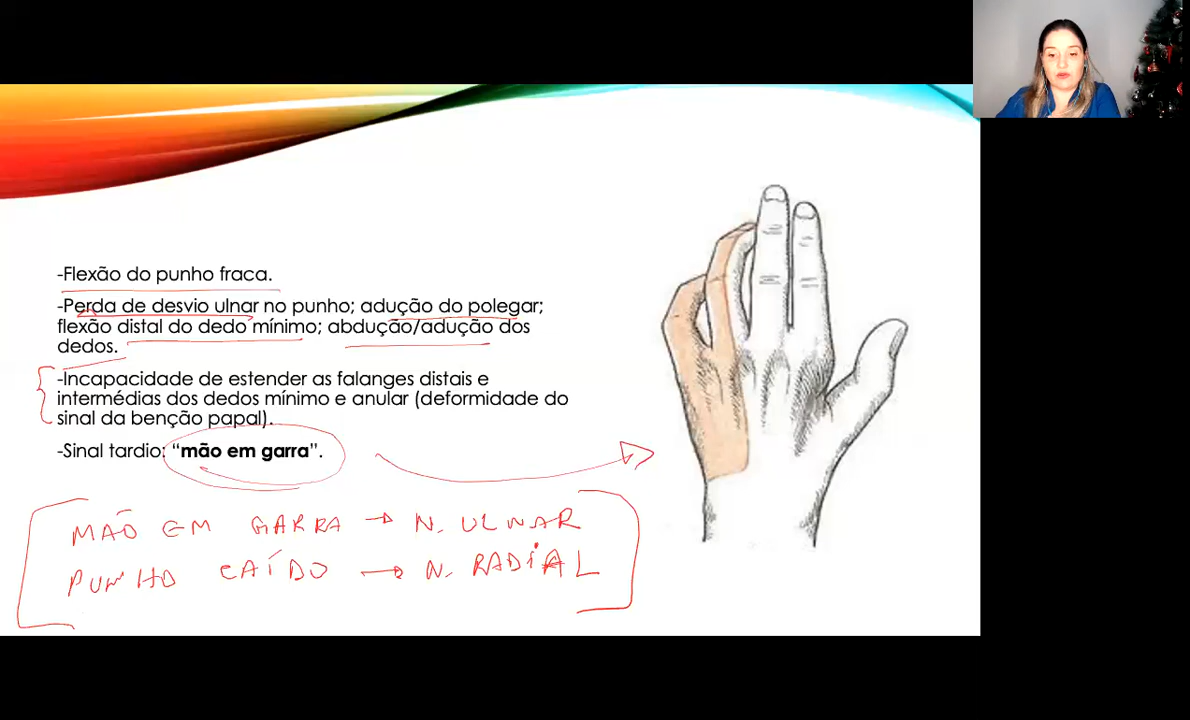 -Flexão do punho fraca.
-Perda de desvio ulnar no punho; adução do polegar;
flexão distal do dedo mínimo; abdução/adução dos
dedos.
-Incapacidade de estender as falanges distais e
intermédias dos dedos mínimo e anular (deformidade do
sinal da benção papal).
-Sinal tardio: “mão em garra”.
MÃO EM GARRA → N. ULNAR
PUNHO CAÍDO → N. RADIAL